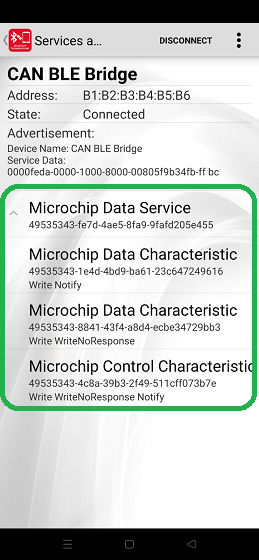 Services a...
DISCONNECT
CAN BLE Bridge
Address: B1:B2:B3:B4:B5:B6
State: Connected
Advertisement:
Device Name: CAN BLE Bridge
Service Data:
0000feda-0000-1000-8000-00805f9b34fb-ff bc
Microchip Data Service
49535343-fe7d-4ae5-8fa9-9fafd205e455
Microchip Data Characteristic
49535343-1e4d-4bd9-ba61-23c647249616
Write Notify
Microchip Data Characteristic
49535343-8841-43f4-a8d4-ecbe34729bb3
Write WriteNoResponse
Microchip Control Characteristic
49535343-4c8a-39b3-2f49-511cff073b7e
Write WriteNoResponse Notify